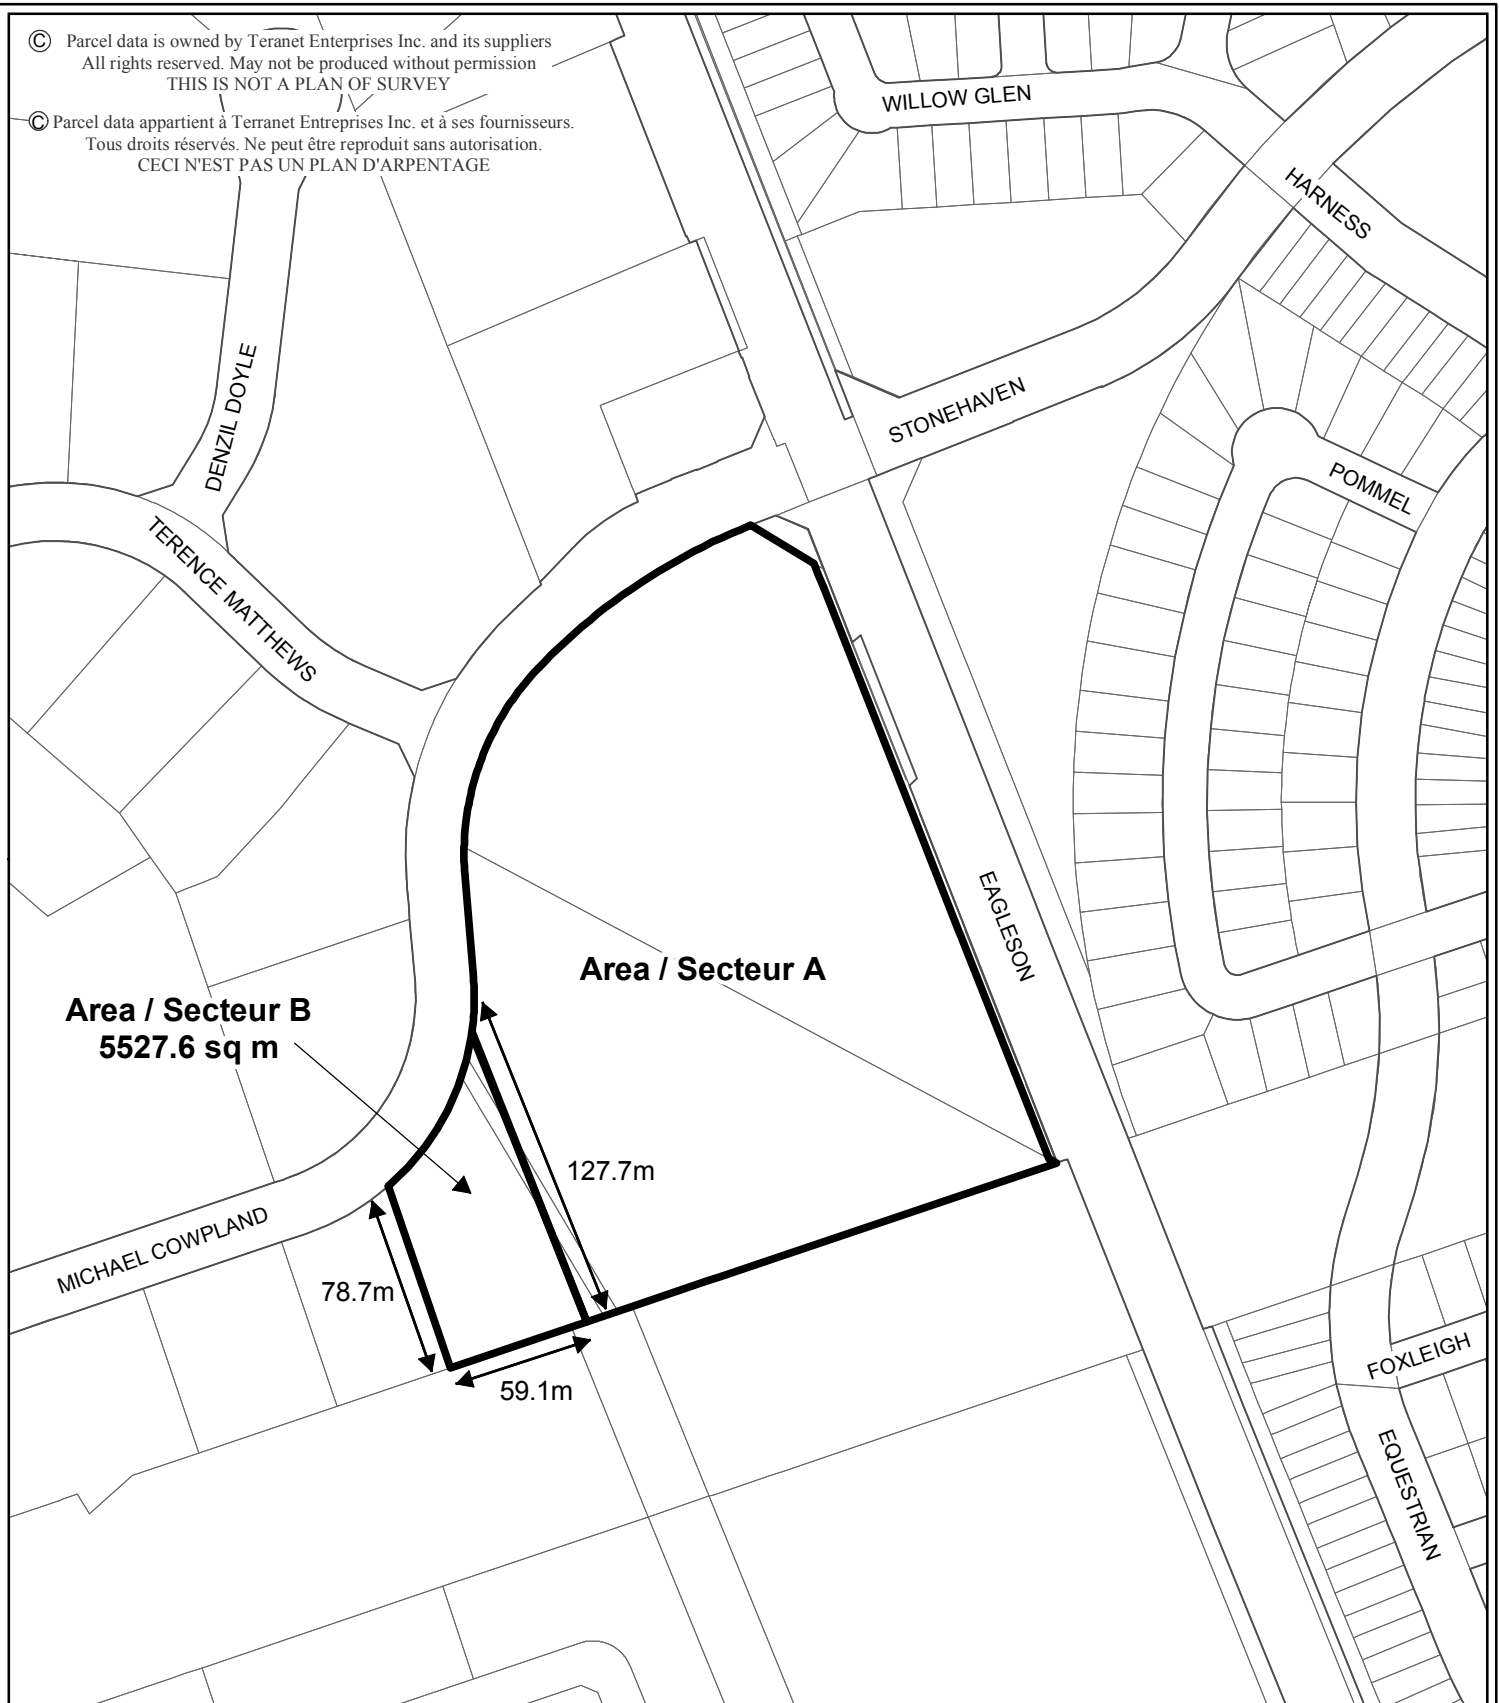 © Parcel data is owned by Teranet Enterprises Inc. and its suppliers
All rights reserved. May not be produced without permission
THIS IS NOT A PLAN OF SURVEY
© Parcel data appartient à Terranet Entreprises Inc. et à ses fournisseurs.
Tous droits réservés. Ne peut être reproduit sans autorisation.
CECI N'EST PAS UN PLAN D'ARPENTAGE
WILLOW GLEN
HARNESS
DENZIL DOYLE
STONEHAVEN
POMMEL
TERENCE MATTHEWS
EAGLESON
Area / Secteur A
Area / Secteur B
5527.6 sq m
127.7m
MICHAEL COWPLAND
78.7m
59.1m
FOXLEIGH
EQUESTRIAN